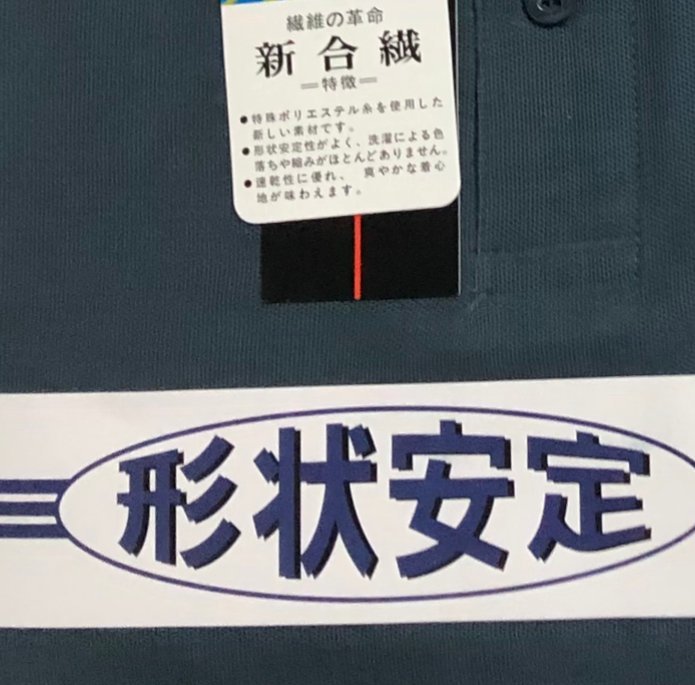 繊維の革命
新合繊
＝特徴＝
●特殊ポリエステル糸を使用した
新しい素材です。
●形状安定性がよく、洗濯による色
落ちや縮みがほとんどありません。
●速乾性に優れ、爽やかな着心
地が味わえます。
形状安定